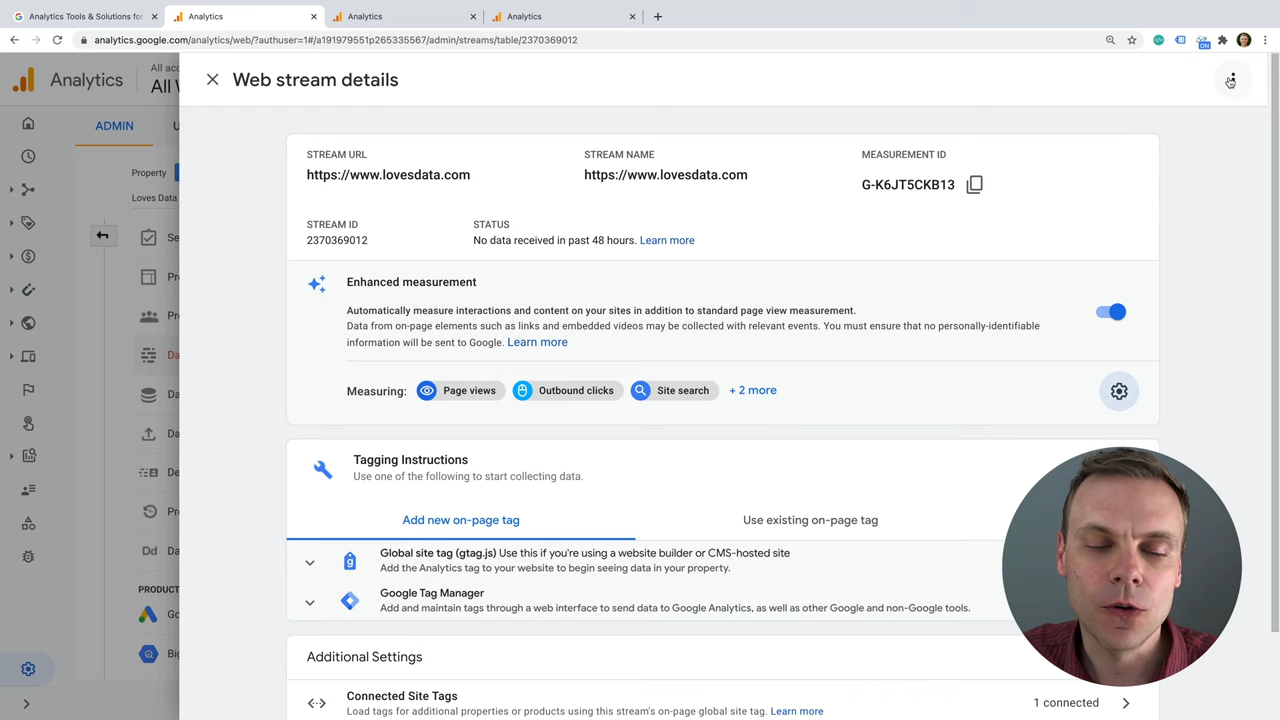 Analytics Tools & Solutions for
Analytics
Analytics
Analytics
analytics.google.com/analytics/web/?authuser=1#/a191979551p265335567/admin/streams/table/2370369012
ON
Analytics
All acc
All W
Web stream details
ADMIN
U
Property
Loves Data
Se
Pr
Pr
Da
Da
Da
De
Pr
Dd Da
PRODUCT
Go
Big
STREAM URL
https://www.lovesdata.com
STREAM NAME
https://www.lovesdata.com
MEASUREMENT ID
G-K6JT5CKB13
STREAM ID
2370369012
STATUS
No data received in past 48 hours. Learn more
Enhanced measurement
Automatically measure interactions and content on your sites in addition to standard page view measurement.
Data from on-page elements such as links and embedded videos may be collected with relevant events. You must ensure that no personally-identifiable
information will be sent to Google. Learn more
Measuring: Page views Outbound clicks Site search + 2 more
Tagging Instructions
Use one of the following to start collecting data.
Add new on-page tag
Use existing on-page tag
g
Global site tag (gtag.js) Use this if you're using a website builder or CMS-hosted site
Add the Analytics tag to your website to begin seeing data in your property.
Google Tag Manager
Add and maintain tags through a web interface to send data to Google Analytics, as well as other Google and non-Google tools.
Additional Settings
Connected Site Tags
Load tags for additional properties or products using this stream's on-page global site tag. Learn more
1 connected